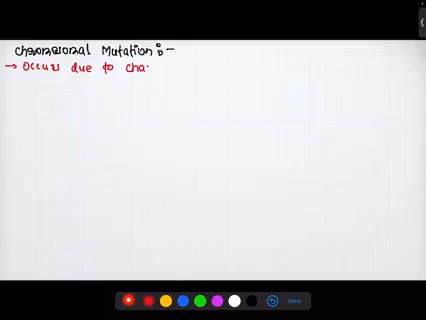 Chromosomal Mutation :-
→ Occurs due to cha
Done